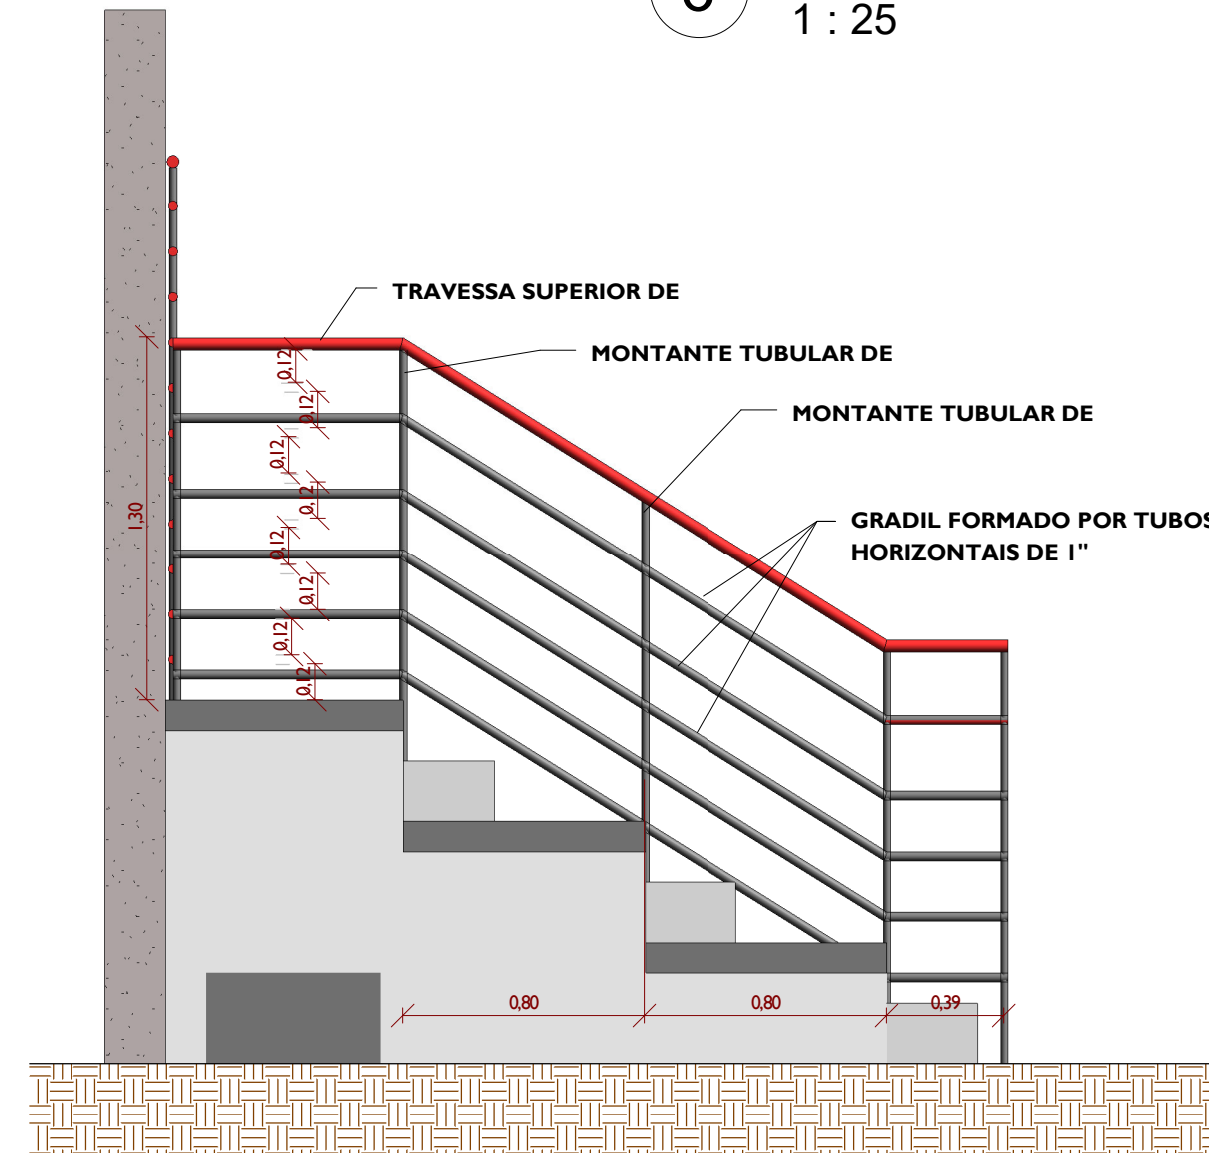 1 : 25
TRAVESSA SUPERIOR DE
MONTANTE TUBULAR DE
MONTANTE TUBULAR DE
GRADIL FORMADO POR TUBOS
HORIZONTAIS DE 1"
0,12
0,12
0,12
0,12
0,12
0,12
0,12
0,12
1,30
0,80
0,80
0,39